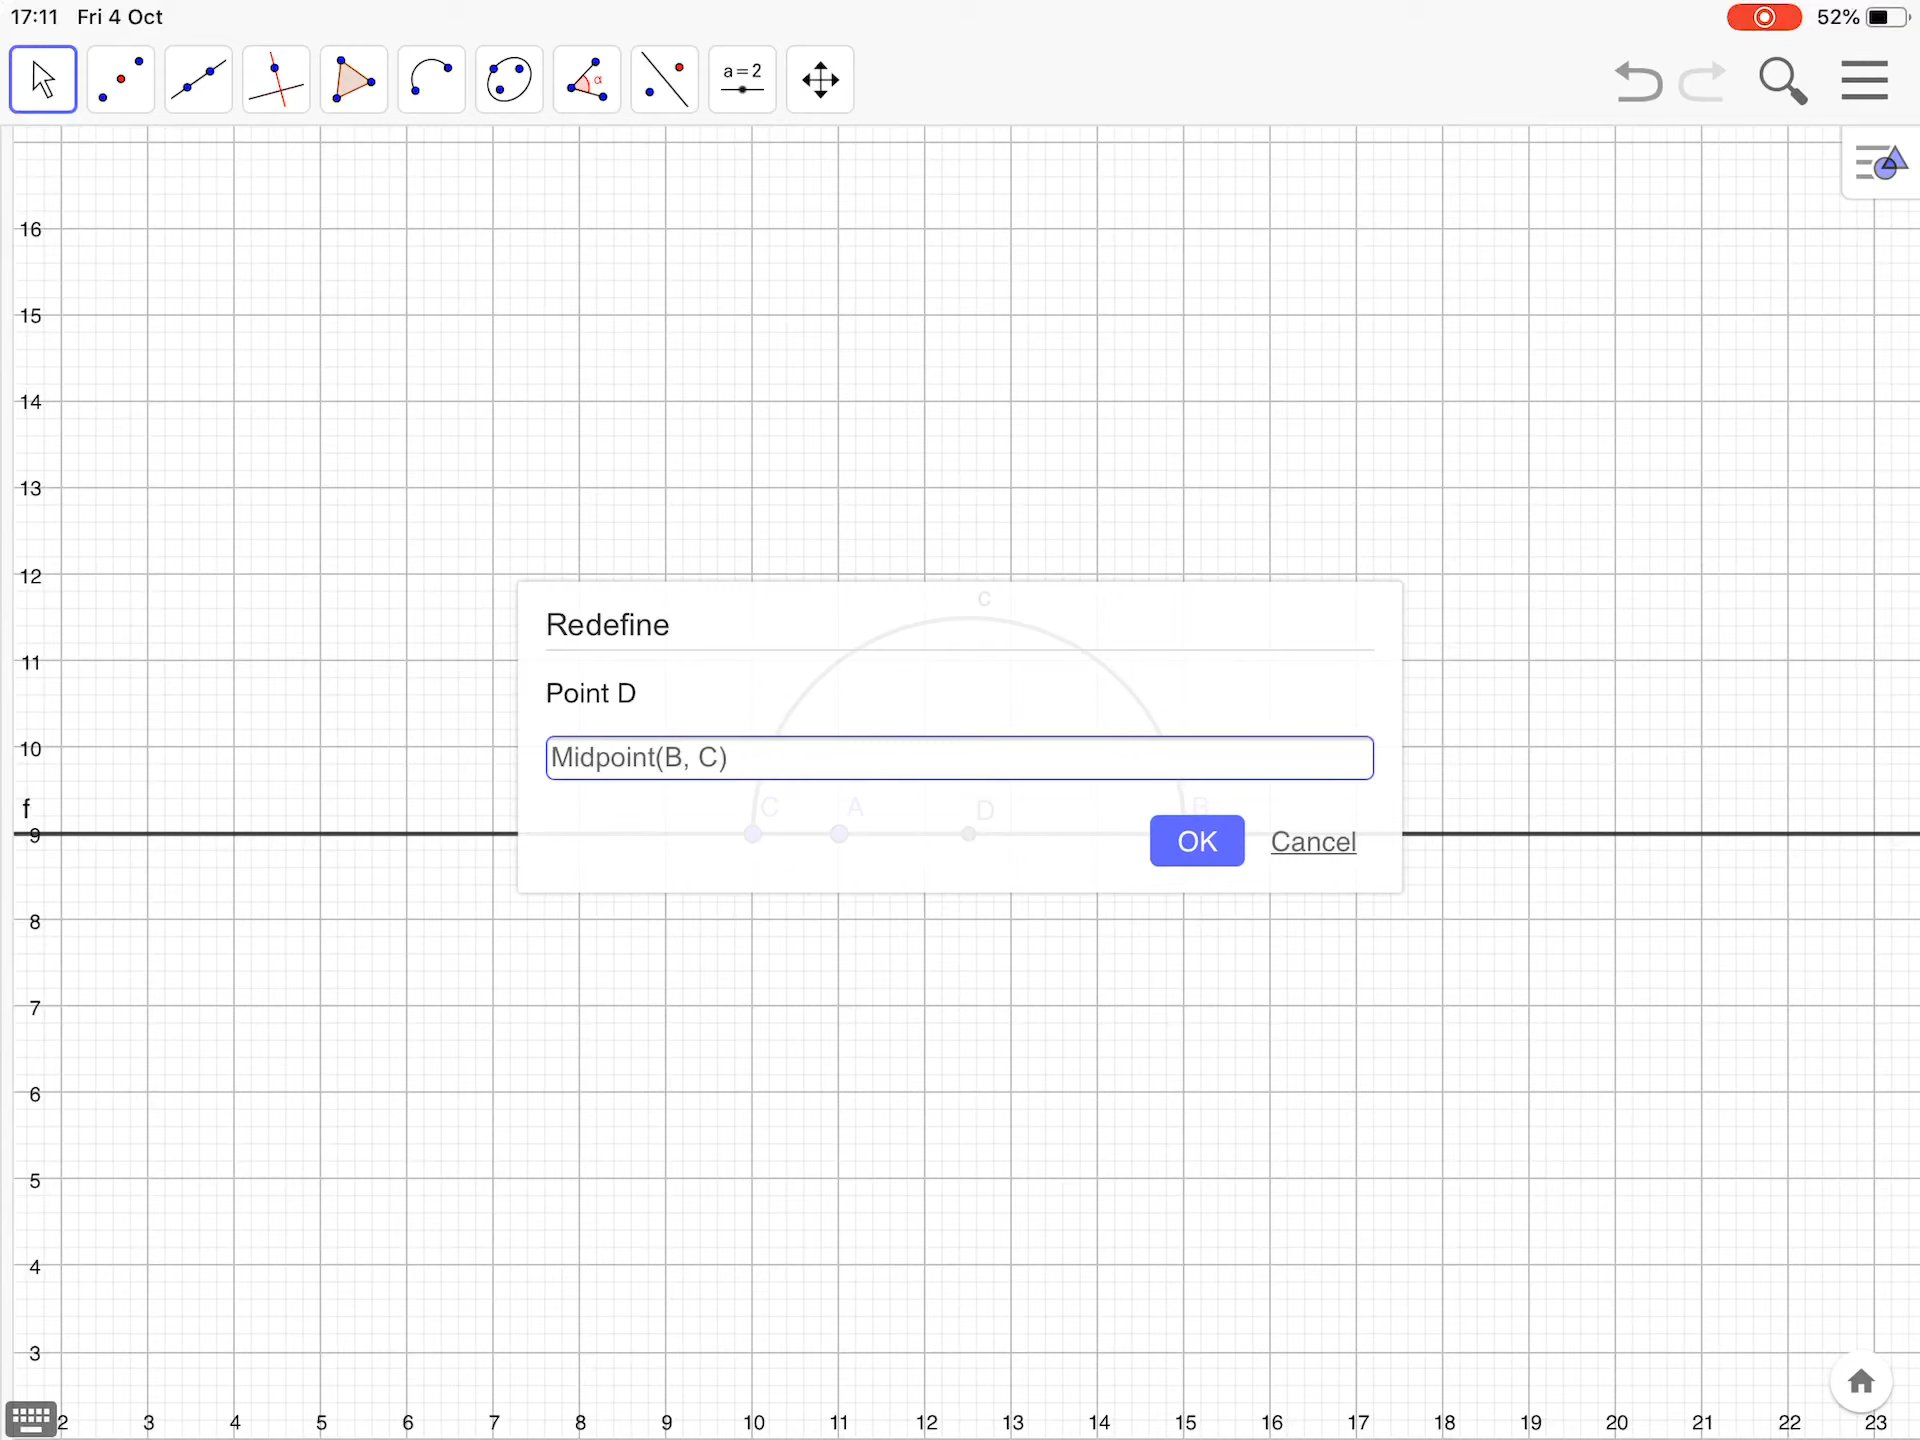 17:11 Fri 4 Oct
52%
α
a=2
16
15
14
13
12
c
Redefine
11
Point D
10
Midpoint(B, C)
f
C A D B
9
OK Cancel
8
7
6
5
4
3
2 3 4 5 6 7 8 9 10 11 12 13 14 15 16 17 18 19 20 21 22 23